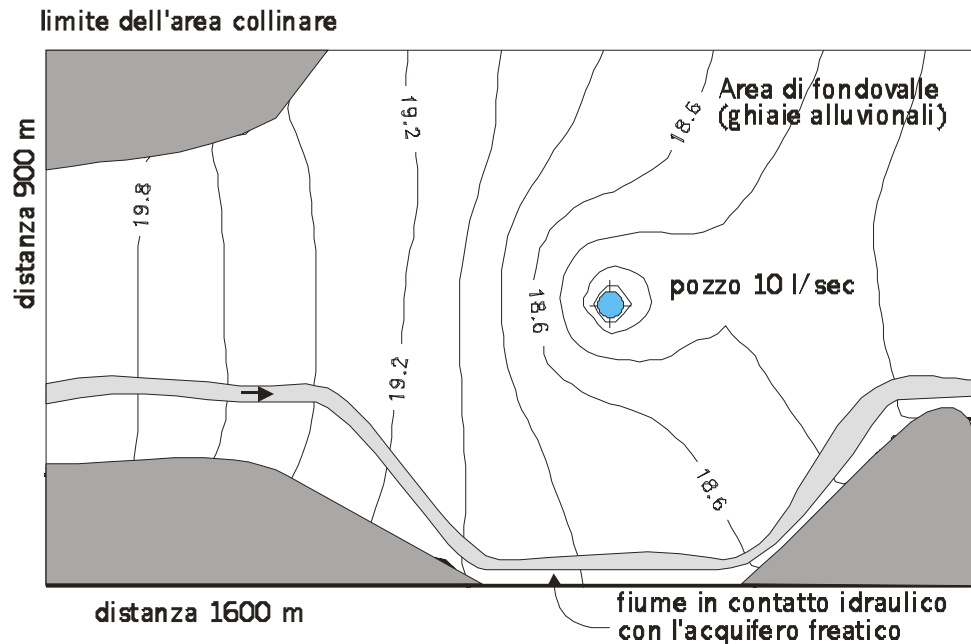 limite dell'area collinare
Area di fondovalle
(ghiaie alluvionali)
19.2
18.6
distanza 900 m
19.8
pozzo 10 l/sec
18.6
19.2
18.6
distanza 1600 m
fiume in contatto idraulico
con l'acquifero freatico